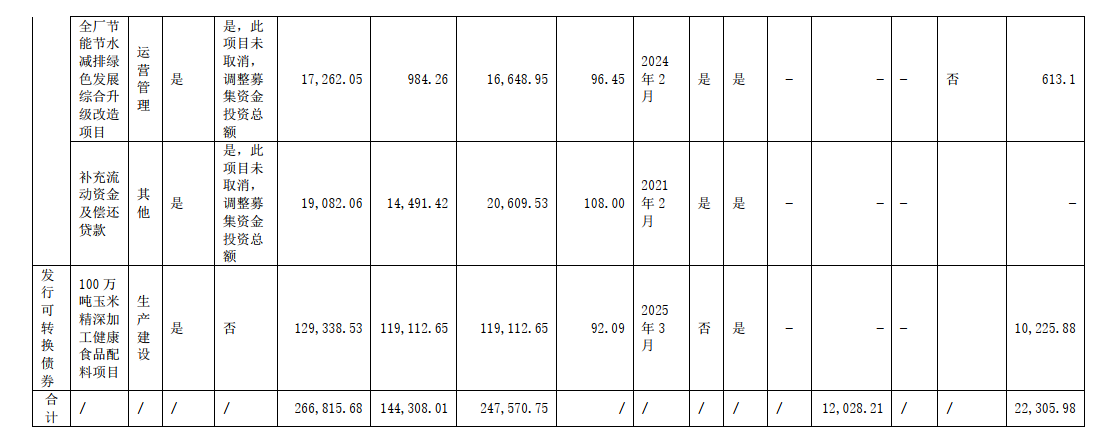 全厂节能节水减排绿色发展综合升级改造项目 运营管理 是 是，此项目未取消，调整募集资金投资总额 17,262.05 984.26 16,648.95 96.45 2024年2月 是 是 － － － 否 613.1
补充流动资金及偿还贷款 其他 是 是，此项目未取消，调整募集资金投资总额 19,082.06 14,491.42 20,609.53 108.00 2021年2月 是 是 － － － －
发行可转换债券 100万吨玉米精深加工健康食品配料项目 生产建设 是 否 129,338.53 119,112.65 119,112.65 92.09 2025年3月 否 是 － － － 10,225.88
合计 / / / / 266,815.68 144,308.01 247,570.75 / / / / / 12,028.21 / / 22,305.98